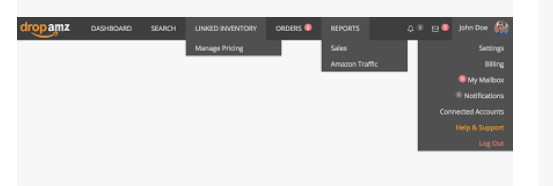 dropamz DASHBOARD SEARCH LINKED INVENTORY ORDERS REPORTS John Doe
Manage Pricing
Sales
Amazon Traffic
Settings
Billing
My Mailbox
Notifications
Connected Accounts
Help & Support
Log Out